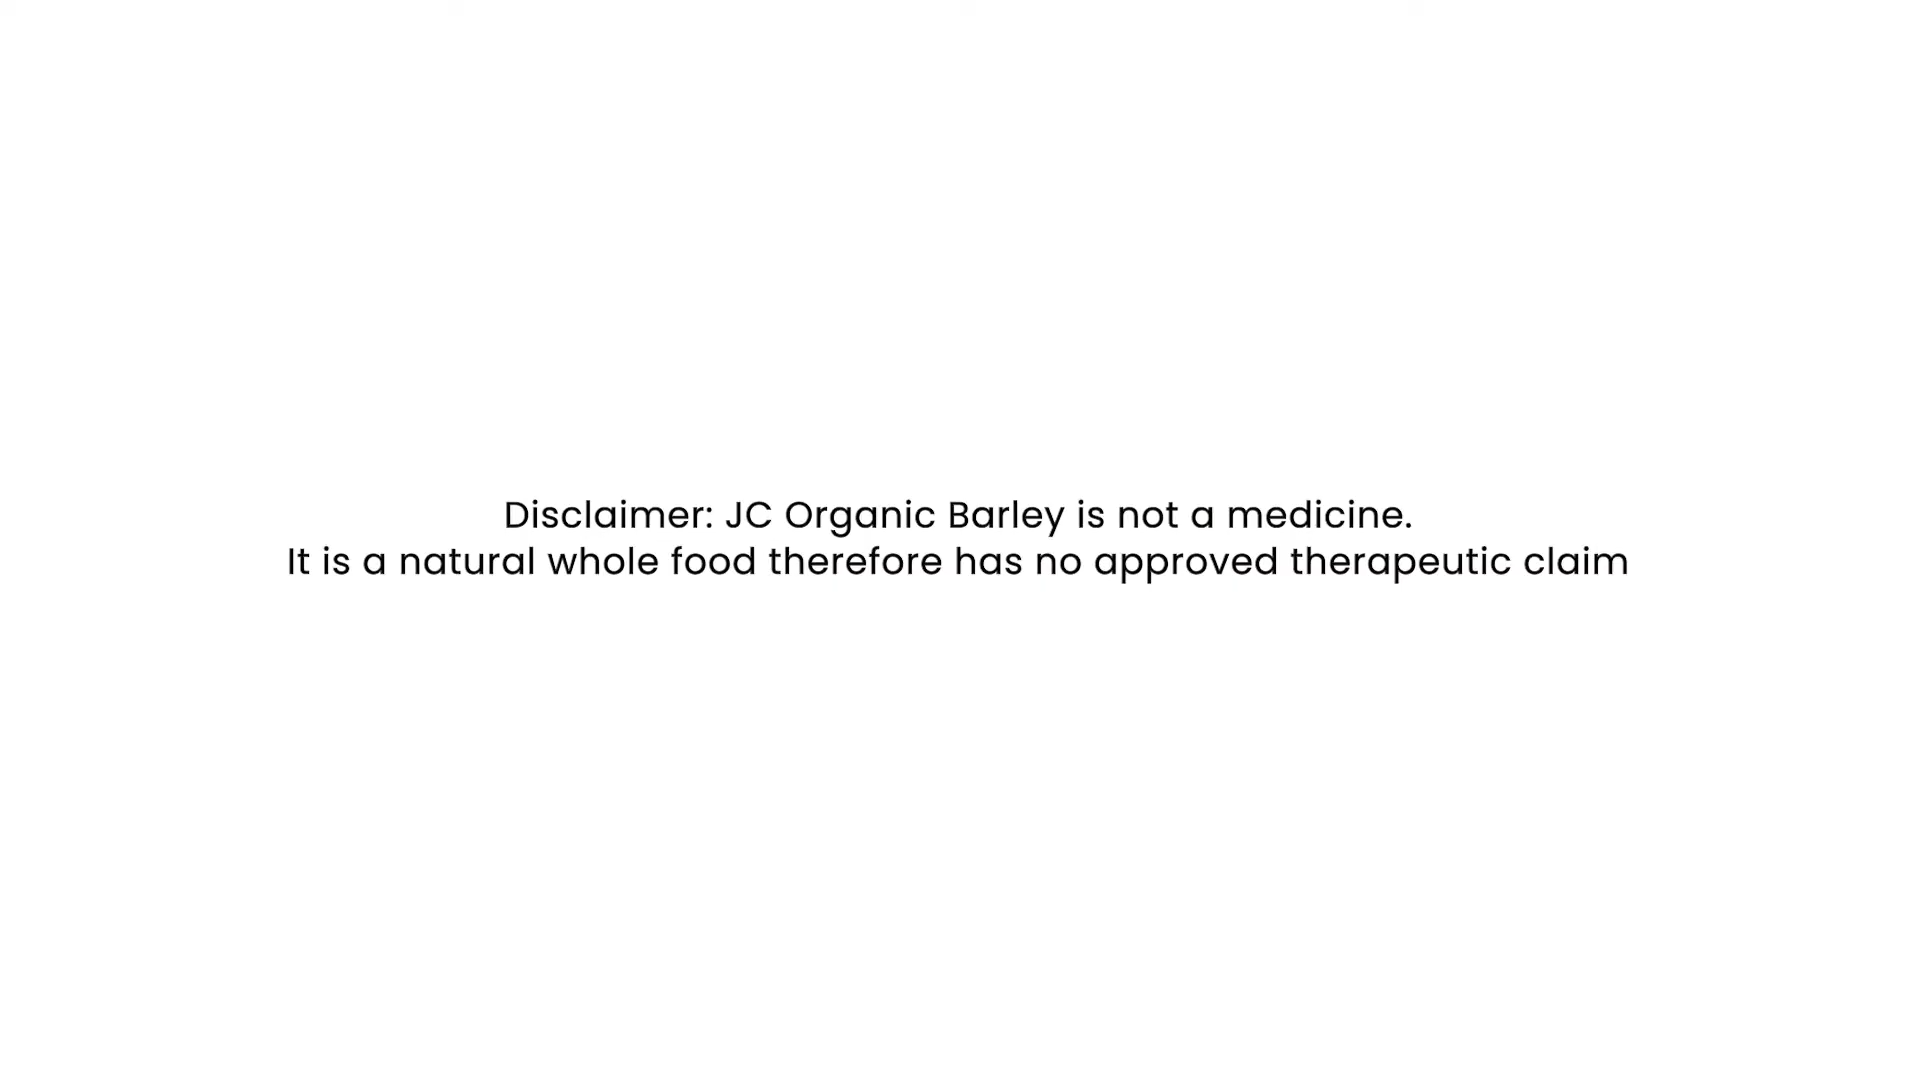 Disclaimer: JC Organic Barley is not a medicine.
It is a natural whole food therefore has no approved therapeutic claim